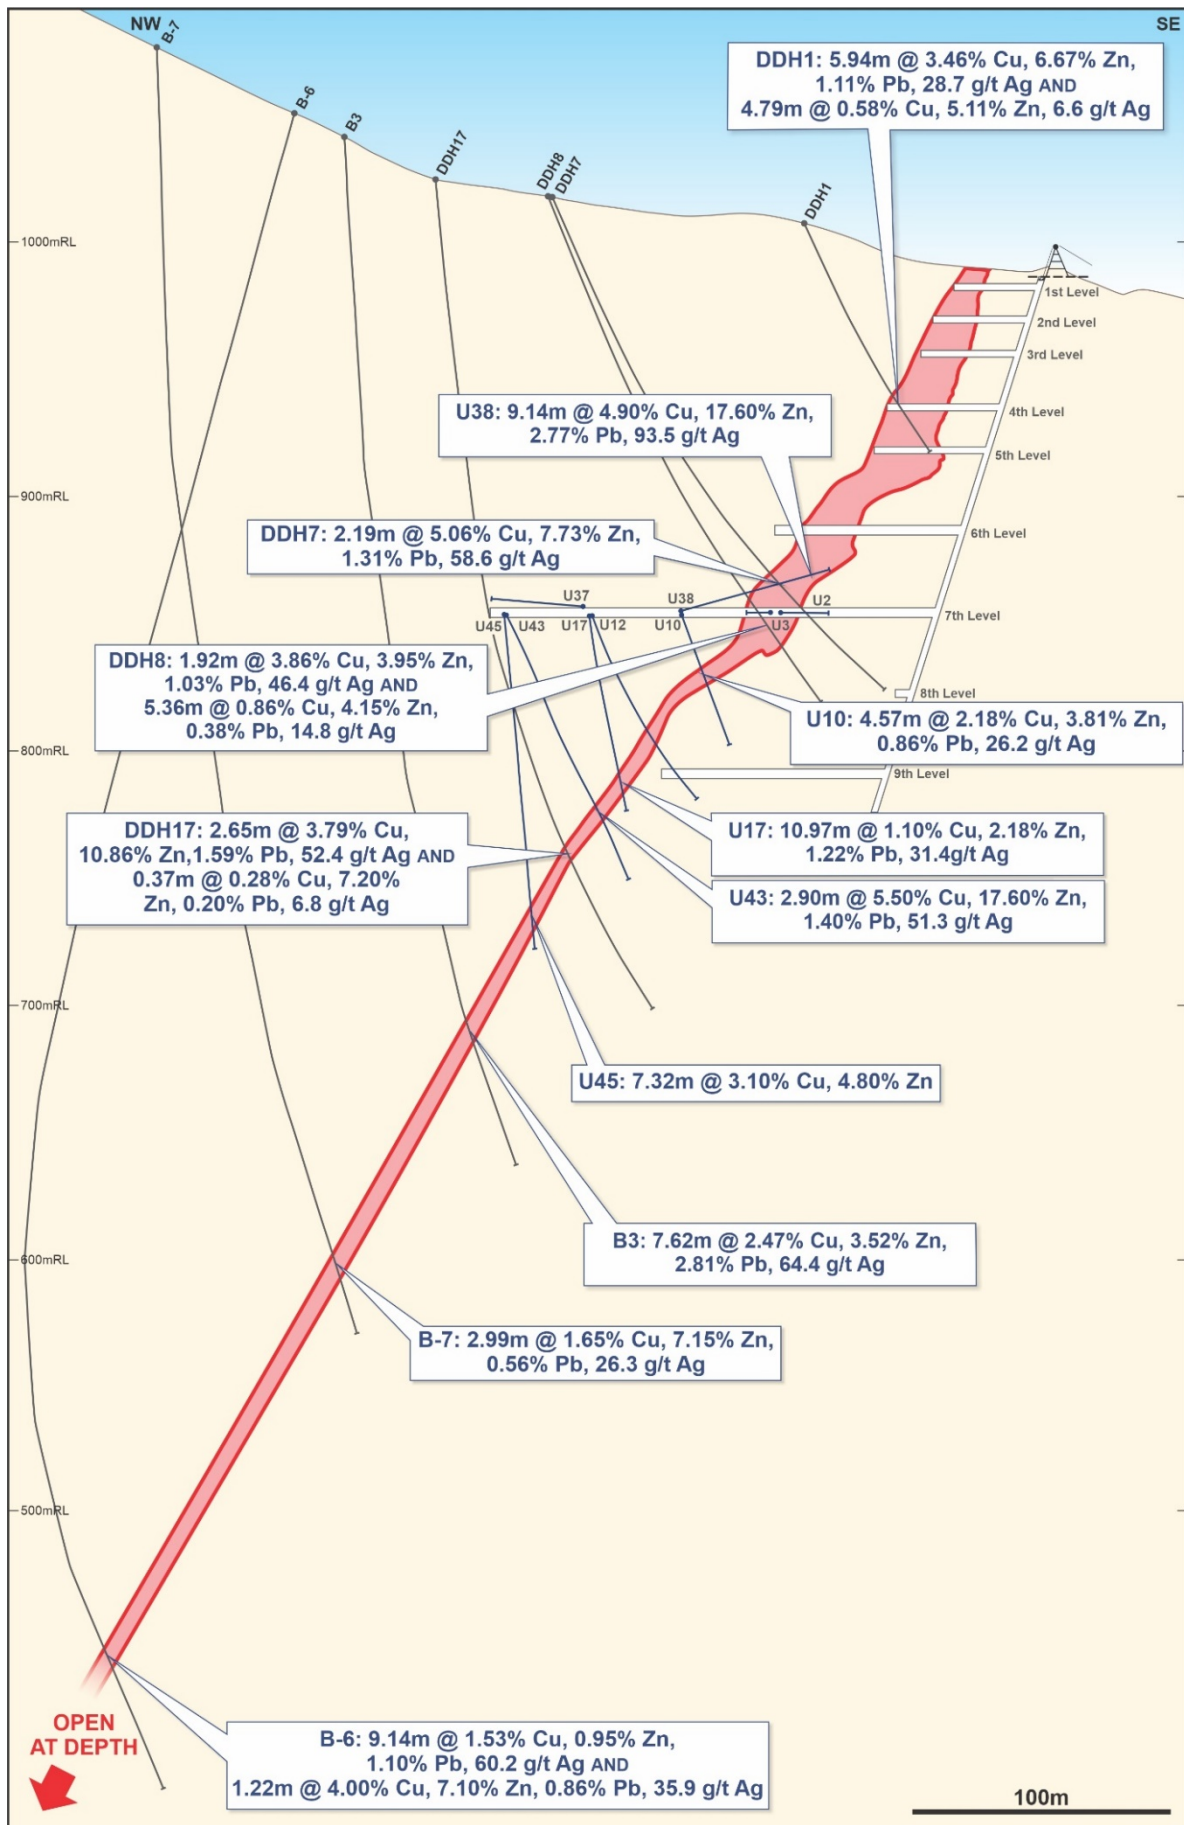 NW
SE
B-7
B-6
B3
DDH17
DDH8
DDH7
DDH1
DDH1: 5.94m @ 3.46% Cu, 6.67% Zn,
1.11% Pb, 28.7 g/t Ag AND
4.79m @ 0.58% Cu, 5.11% Zn, 6.6 g/t Ag
1000mRL
1st Level
2nd Level
3rd Level
4th Level
5th Level
U38: 9.14m @ 4.90% Cu, 17.60% Zn,
2.77% Pb, 93.5 g/t Ag
900mRL
6th Level
DDH7: 2.19m @ 5.06% Cu, 7.73% Zn,
1.31% Pb, 58.6 g/t Ag
U37
U38
U2
7th Level
U45
U43
U17
U12
U10
U3
DDH8: 1.92m @ 3.86% Cu, 3.95% Zn,
1.03% Pb, 46.4 g/t Ag AND
5.36m @ 0.86% Cu, 4.15% Zn,
0.38% Pb, 14.8 g/t Ag
8th Level
U10: 4.57m @ 2.18% Cu, 3.81% Zn,
0.86% Pb, 26.2 g/t Ag
800mRL
9th Level
DDH17: 2.65m @ 3.79% Cu,
10.86% Zn,1.59% Pb, 52.4 g/t Ag AND
0.37m @ 0.28% Cu, 7.20%
Zn, 0.20% Pb, 6.8 g/t Ag
U17: 10.97m @ 1.10% Cu, 2.18% Zn,
1.22% Pb, 31.4g/t Ag
U43: 2.90m @ 5.50% Cu, 17.60% Zn,
1.40% Pb, 51.3 g/t Ag
700mRL
U45: 7.32m @ 3.10% Cu, 4.80% Zn
B3: 7.62m @ 2.47% Cu, 3.52% Zn,
2.81% Pb, 64.4 g/t Ag
600mRL
B-7: 2.99m @ 1.65% Cu, 7.15% Zn,
0.56% Pb, 26.3 g/t Ag
500mRL
OPEN
AT DEPTH
B-6: 9.14m @ 1.53% Cu, 0.95% Zn,
1.10% Pb, 60.2 g/t Ag AND
1.22m @ 4.00% Cu, 7.10% Zn, 0.86% Pb, 35.9 g/t Ag
100m